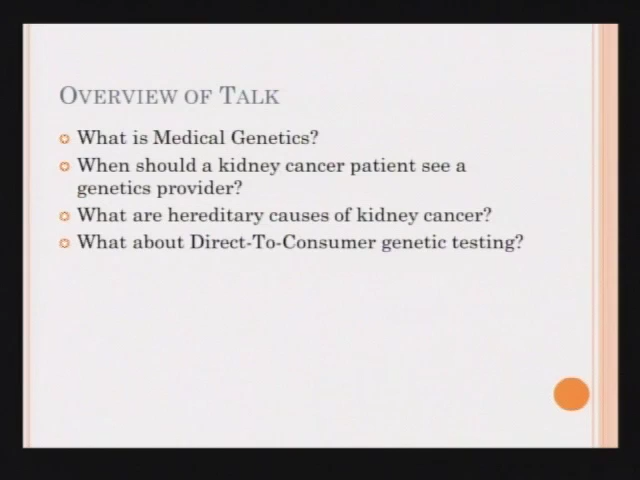 OVERVIEW OF TALK
What is Medical Genetics?
When should a kidney cancer patient see a
genetics provider?
What are hereditary causes of kidney cancer?
What about Direct-To-Consumer genetic testing?